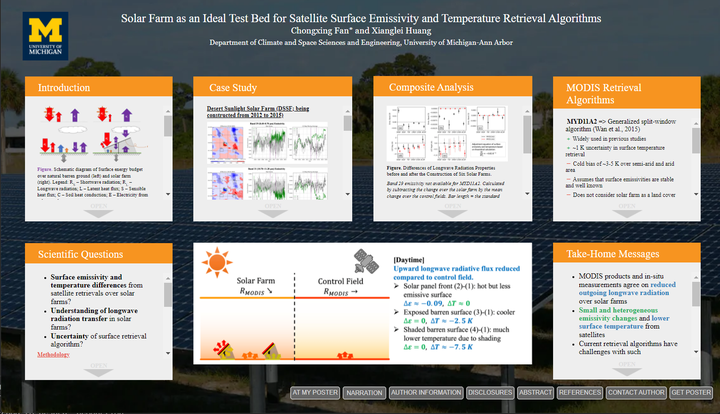 UNIVERSITY OF
MICHIGAN
Solar Farm as an Ideal Test Bed for Satellite Surface Emissivity and Temperature Retrieval Algorithms
Chongxing Fan* and Xianglei Huang
Department of Climate and Space Sciences and Engineering, University of Michigan-Ann Arbor
Introduction
Figure. Schematic diagram of Surface energy budget
over natural barren ground (left) and solar farm
(right). Legend: R
– Shortwave radiation; R
–
Longwave radiation; L – Latent heat flux; S – Sensible
heat flux; C – Soil heat conduction; E – Electricity from
OPEN
Case Study
Desert Sunlight Solar Farm (DSSF; being
constructed from 2012 to 2015)
OPEN
Composite Analysis
Figure. Differences of Longwave Radiation Properties
before and after the Construction of Six Solar Farms.
Band 29 emissivity not available for MYD11A2. Calculated
by subtracting the change over the solar farm by the mean
change over the control fields. Bar length = the standard
OPEN
MODIS Retrieval
Algorithms
MYD11A2 => Generalized split-window
algorithm (Wan et al., 2015)
+ Widely used in previous studies
+ ~1 K uncertainty in surface temperature
retrieval
− Cold bias of ~3-5 K over semi-arid and arid
area
− Assumes that surface emissivities are stable
and well known
− Does not consider solar farm as a land cover
OPEN
Scientific Questions
• Surface emissivity and
temperature differences from
satellite retrievals over solar
farms?
• Understanding of longwave
radiation transfer in solar
farm?
• Uncertainty of surface retrieval
algorithm?
Methodology
OPEN
Solar Farm
R MODIS ↘
Control Field
R MODIS →
[Daytime]
Upward longwave radiative flux reduced
compared to control field.
➢ Solar panel front (2)-(1): hot but less
emissive surface
Δε ≈ −0.09, ΔT ≈ 0
➢ Exposed barren surface (3)-(1): cooler
Δε = 0, ΔT ≈ −2.5 K
➢ Shaded barren surface (4)-(1): much
lower temperature due to shading
Δε = 0, ΔT ≈ −7.5 K
Take-Home Messages
• MODIS products and in-situ
measurements agree on reduced
outgoing longwave radiation
over solar farms
• Small and heterogeneous
emissivity changes and lower
surface temperature from
satellites
• Current retrieval algorithms have
challenges with such
OPEN
AT MY POSTER
NARRATION
AUTHOR INFORMATION
DISCLOSURES
ABSTRACT
REFERENCES
CONTACT AUTHOR
GET POSTER